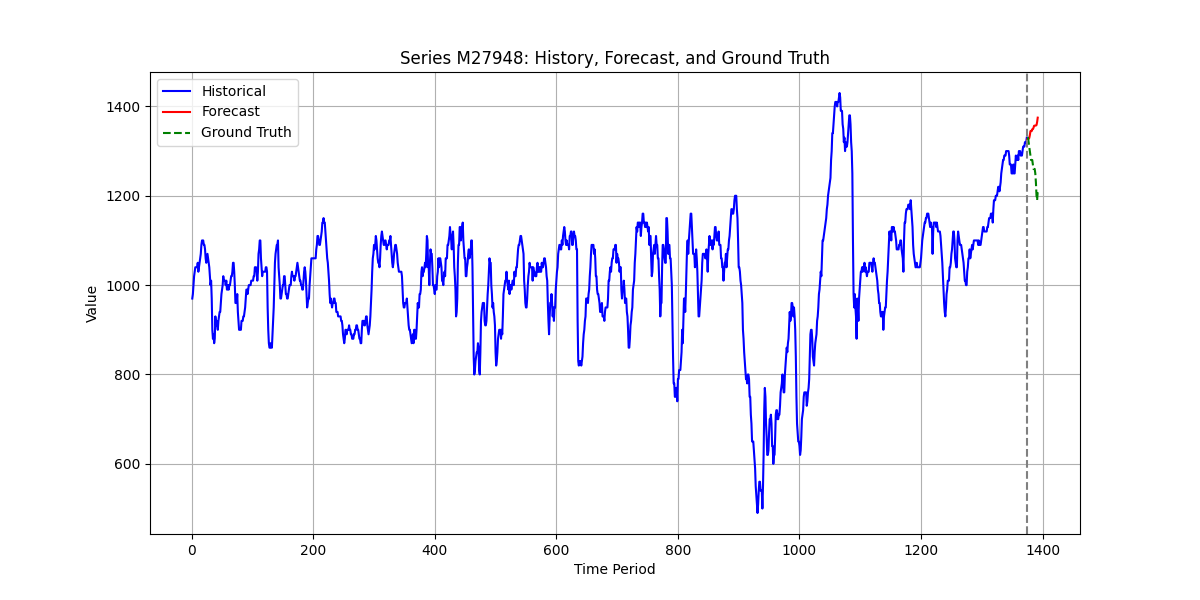 Series M27948: History, Forecast, and Ground Truth
Historical
Forecast
Ground Truth
1400
1200
1000
800
600
Value
0 200 400 600 800 1000 1200 1400
Time Period